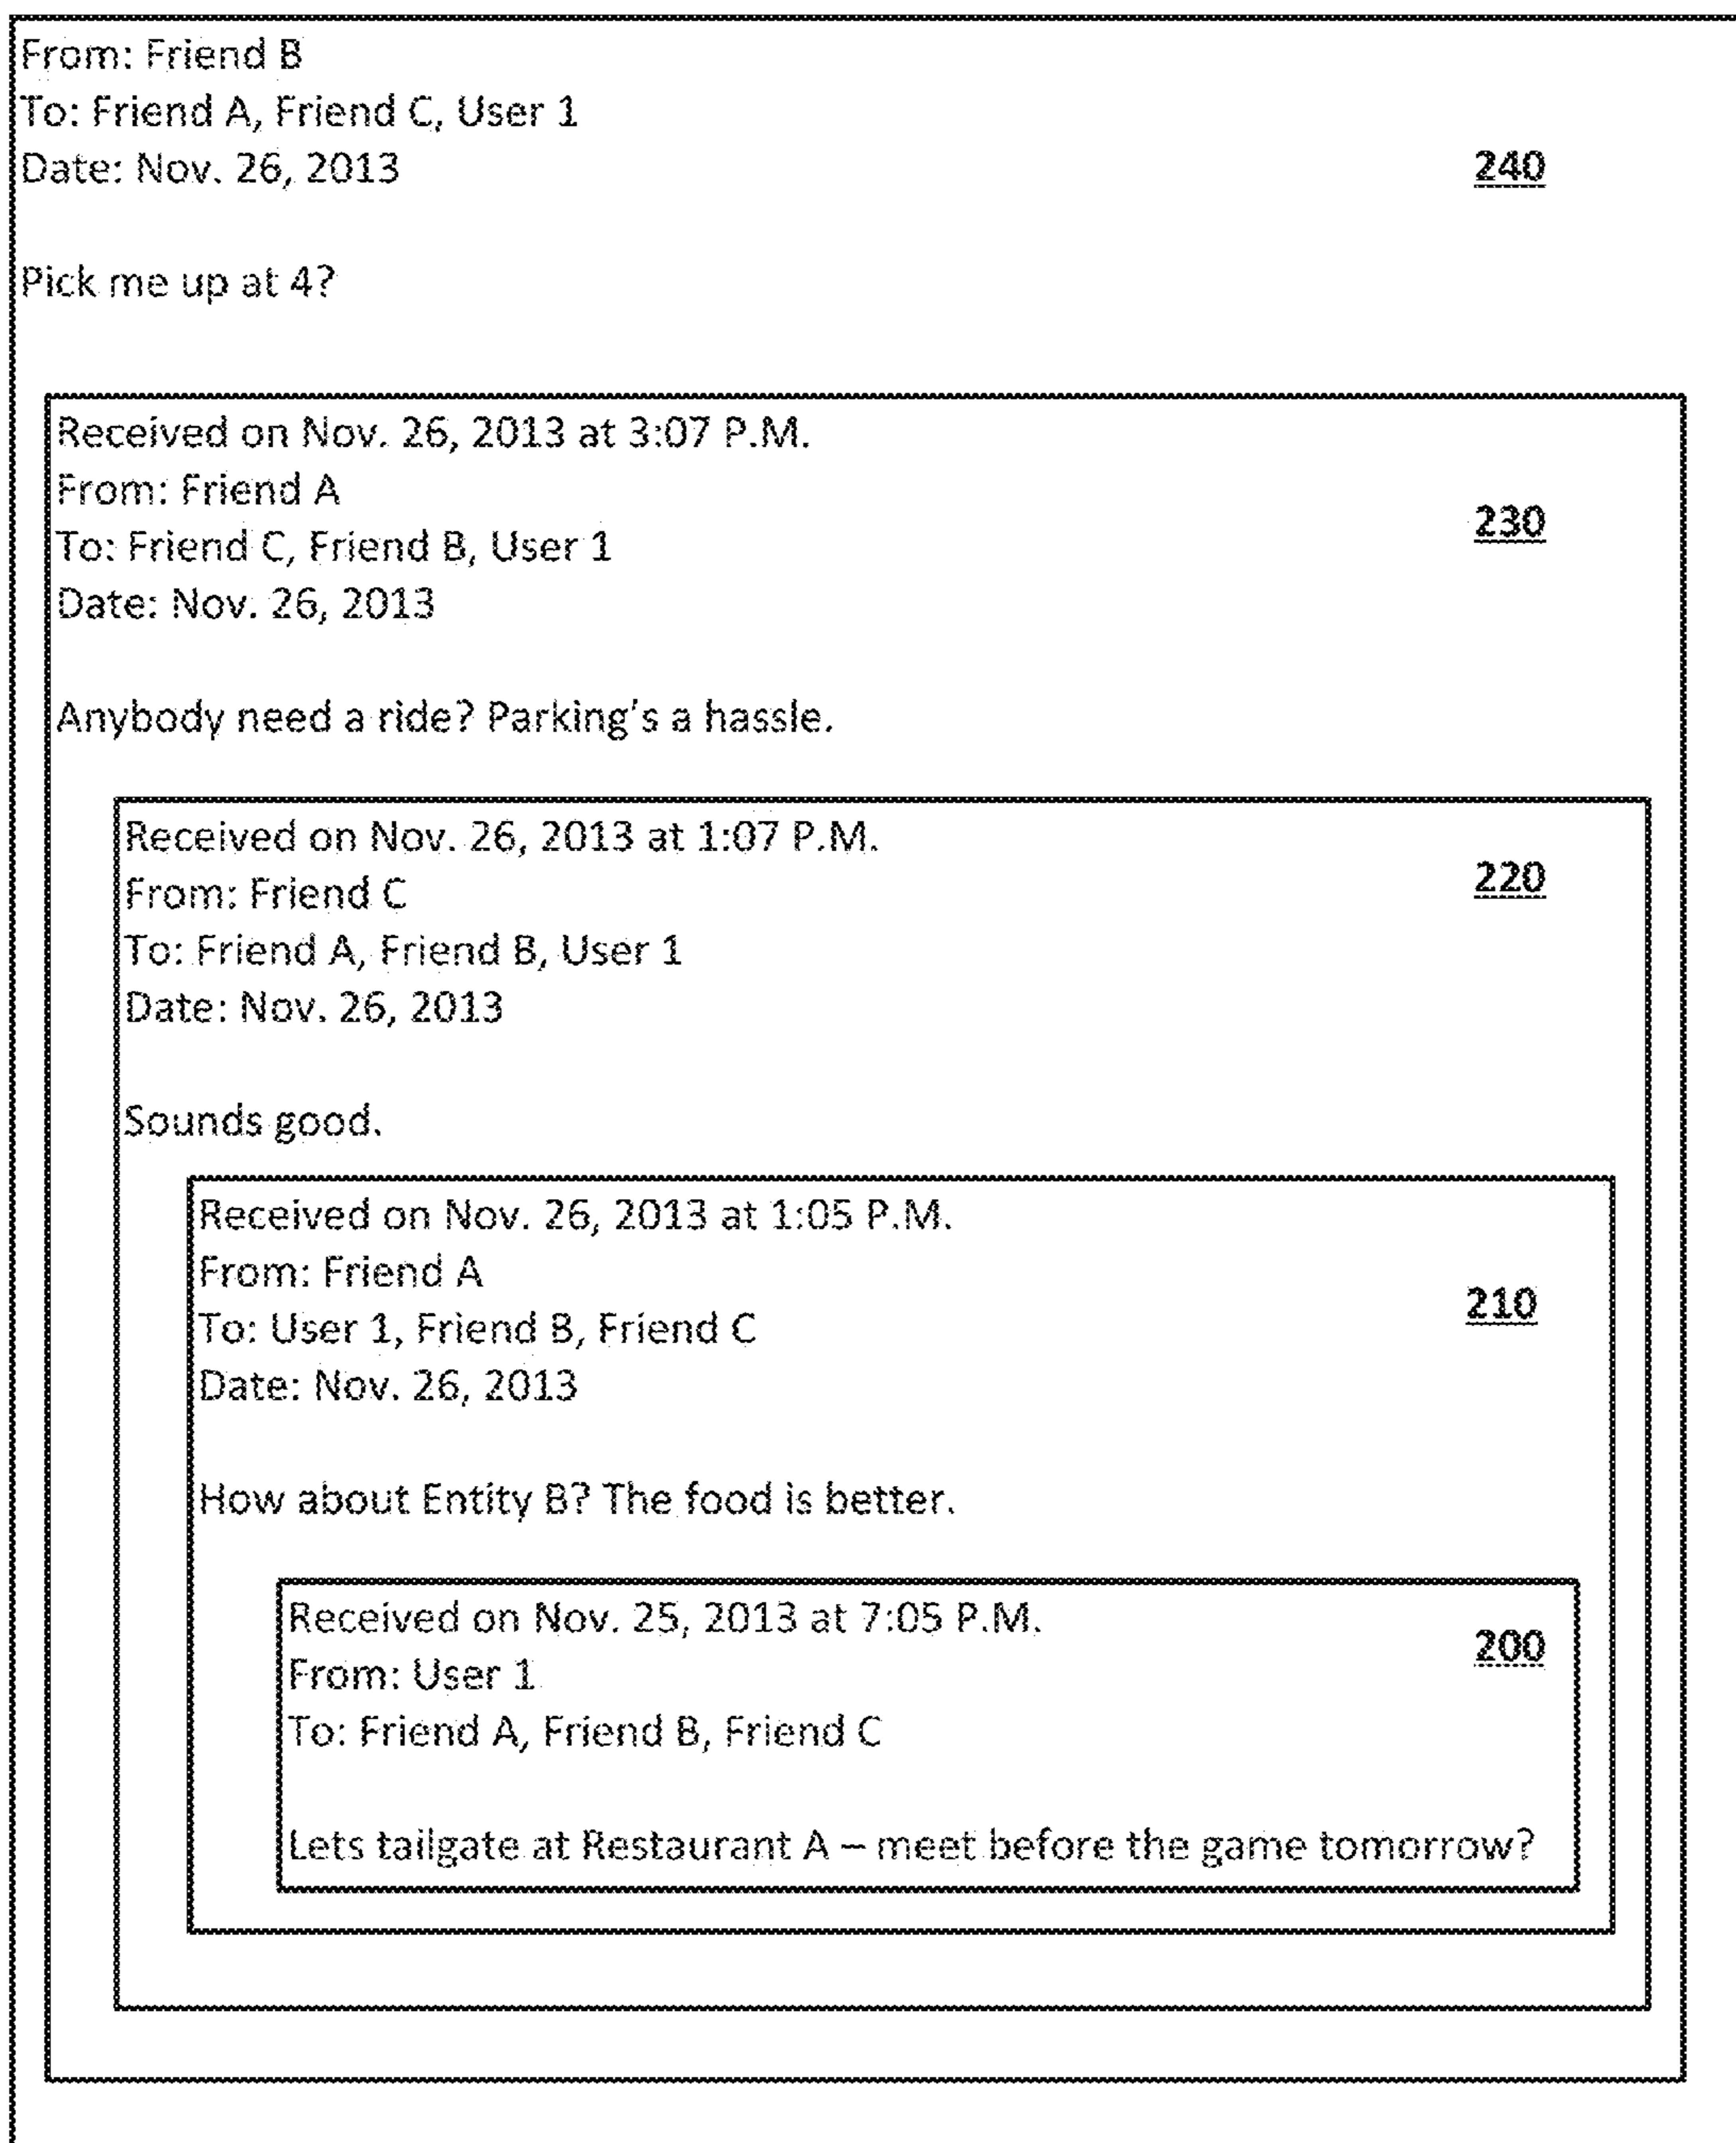 From: Friend B
To: Friend A, Friend C, User 1
Date: Nov. 26, 2013
240
Pick me up at 4?
Received on Nov. 26, 2013 at 3:07 P.M.
From: Friend A
230
To: Friend C, Friend B, User 1
Date: Nov. 26, 2013
Anybody need a ride? Parking's a hassle.
Received on Nov. 26, 2013 at 1:07 P.M.
220
From: Friend C
To: Friend A, Friend B, User 1
Date: Nov. 26, 2013
Sounds good.
Received on Nov. 26, 2013 at 1:05 P.M.
From: Friend A
210
To: User 1, Friend B, Friend C
Date: Nov. 26, 2013
How about Entity B? The food is better.
Received on Nov. 25, 2013 at 7:05 P.M.
200
From: User 1
To: Friend A, Friend B, Friend C
Lets tailgate at Restaurant A – meet before the game tomorrow?